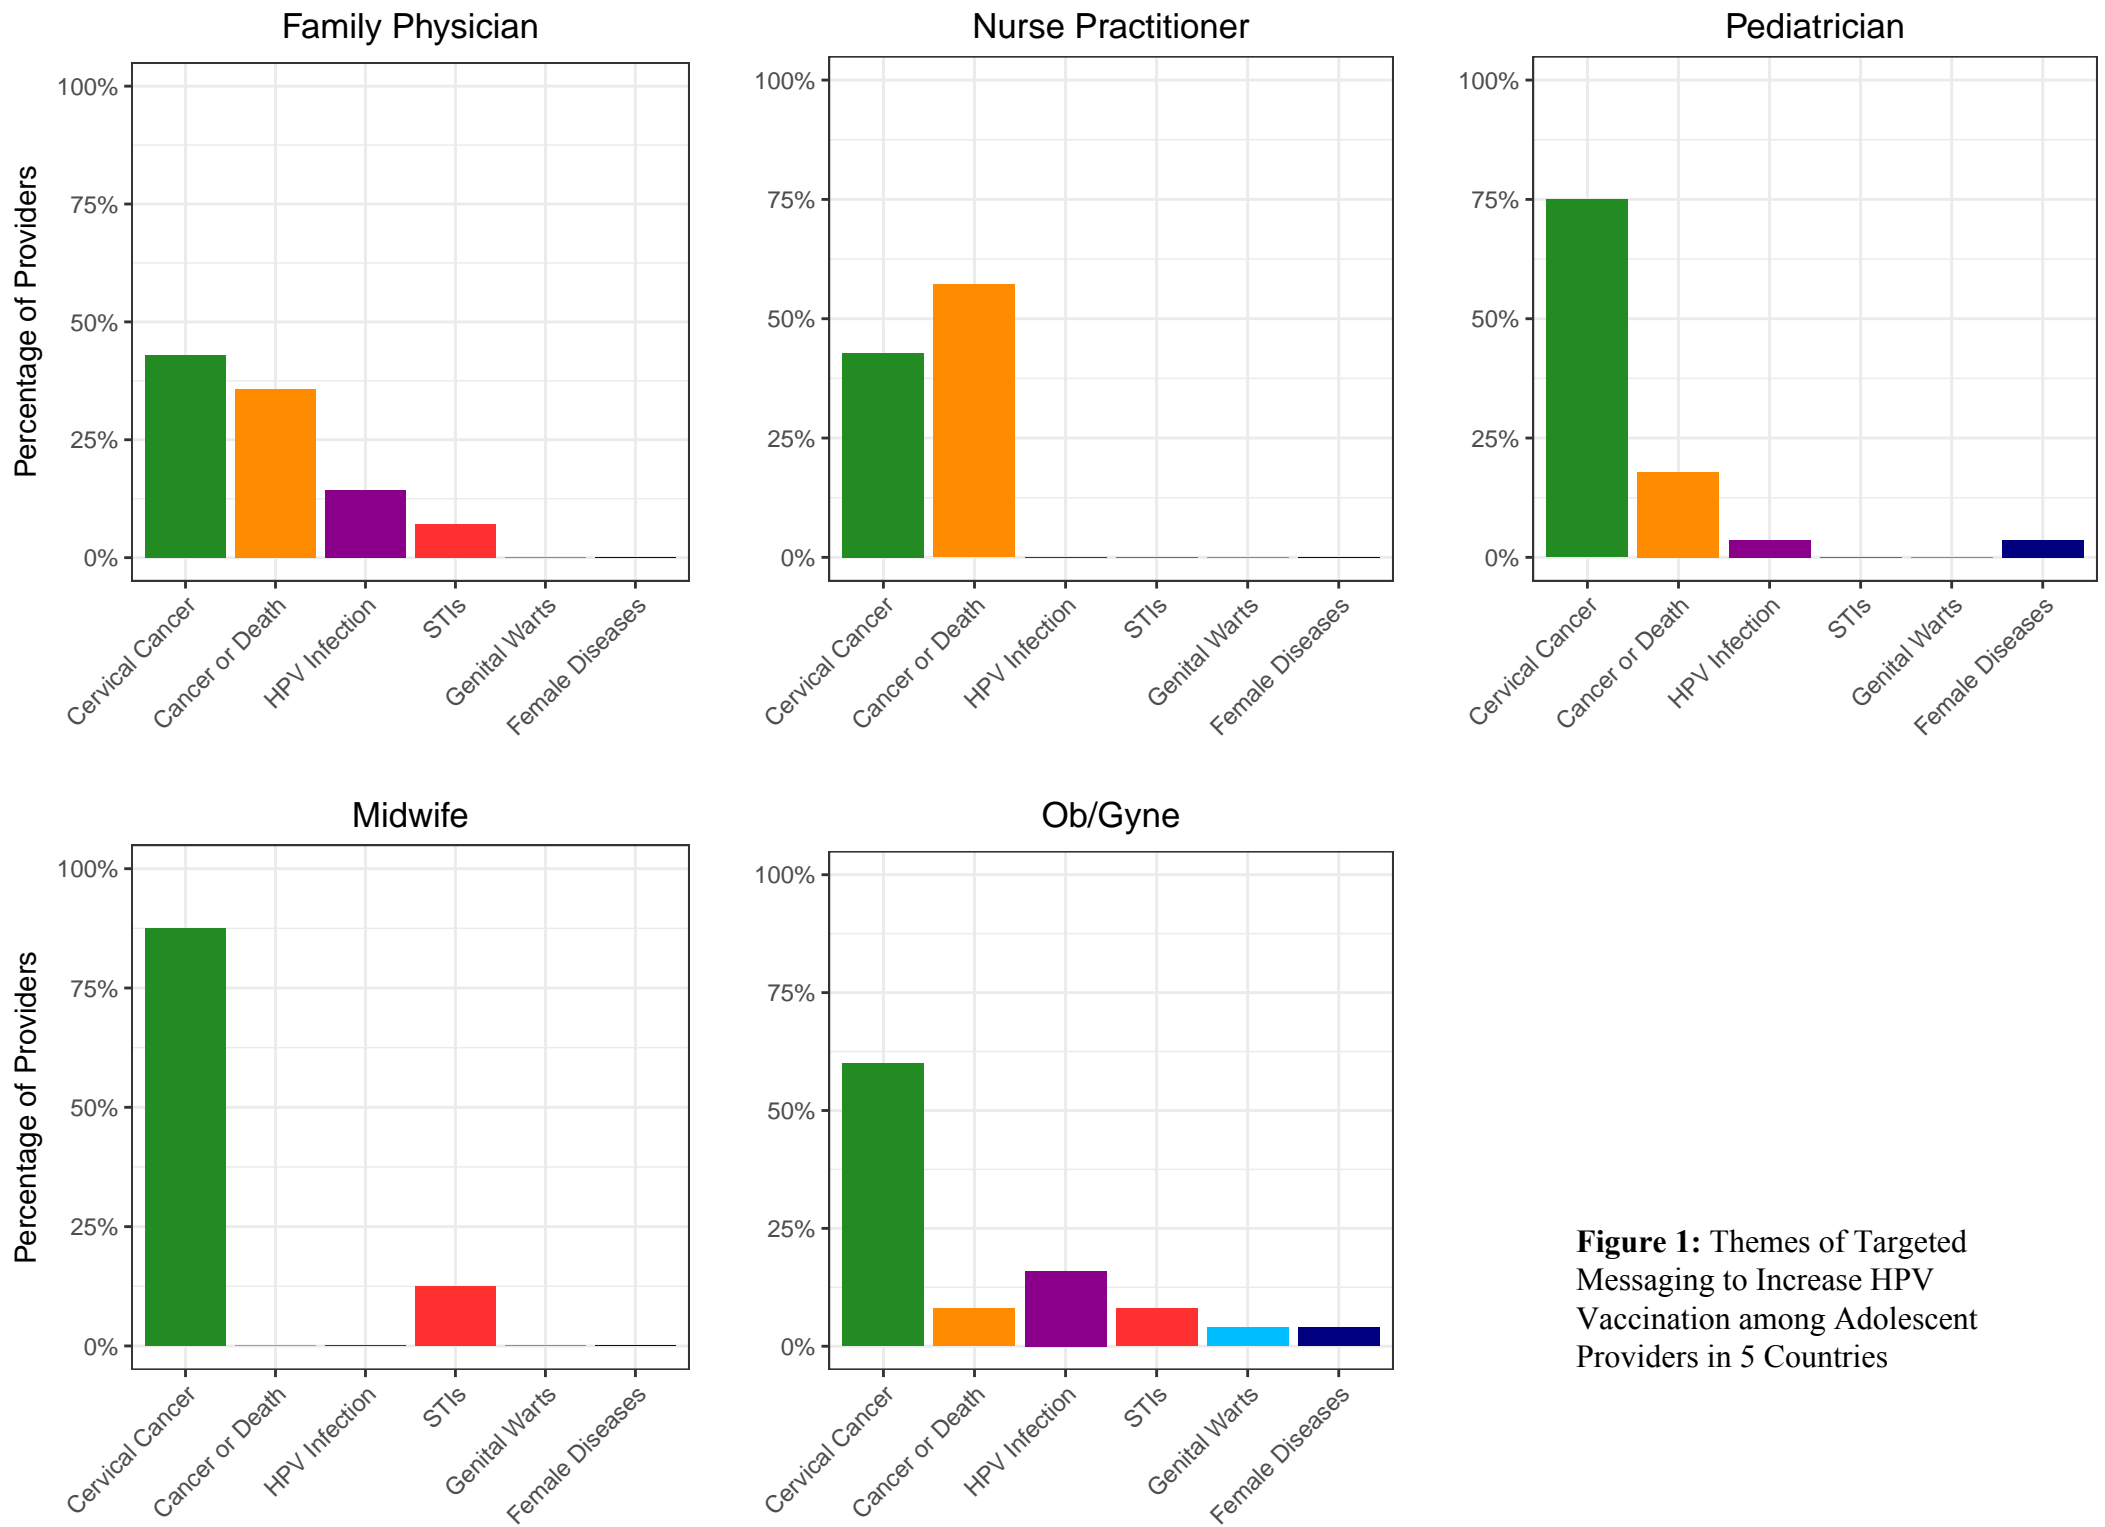 Family Physician
Percentage of Providers
100%
75%
50%
25%
0%
Cervical Cancer
Cancer or Death
HPV Infection
STIs
Genital Warts
Female Diseases
Nurse Practitioner
100%
75%
50%
25%
0%
Cervical Cancer
Cancer or Death
HPV Infection
STIs
Genital Warts
Female Diseases
Pediatrician
100%
75%
50%
25%
0%
Cervical Cancer
Cancer or Death
HPV Infection
STIs
Genital Warts
Female Diseases
Midwife
Percentage of Providers
100%
75%
50%
25%
0%
Cervical Cancer
Cancer or Death
HPV Infection
STIs
Genital Warts
Female Diseases
Ob/Gyne
100%
75%
50%
25%
0%
Cervical Cancer
Cancer or Death
HPV Infection
STIs
Genital Warts
Female Diseases
Figure 1: Themes of Targeted
Messaging to Increase HPV
Vaccination among Adolescent
Providers in 5 Countries